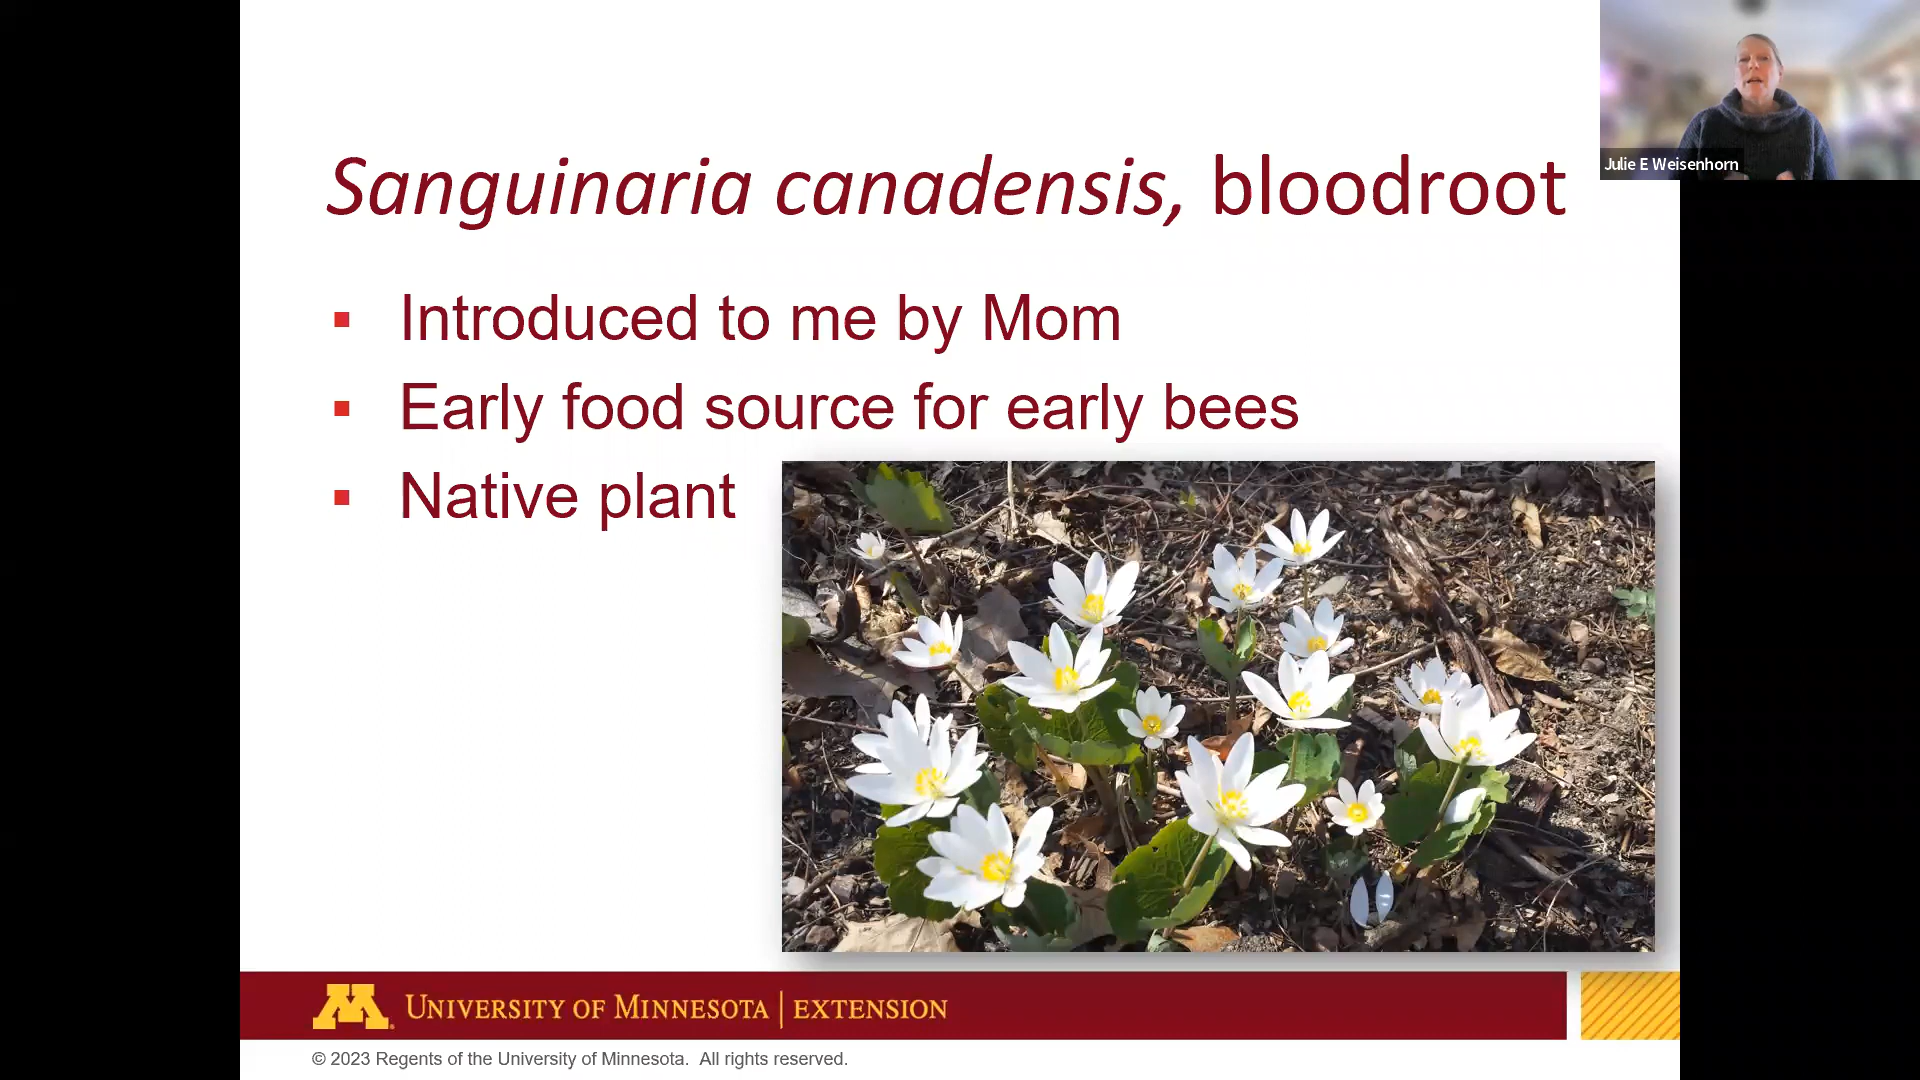 Sanguinaria canadensis, bloodroot
Julie E Weisenhorn
▪ Introduced to me by Mom
▪ Early food source for early bees
▪ Native plant
M UNIVERSITY OF MINNESOTA | EXTENSION
© 2023 Regents of the University of Minnesota. All rights reserved.